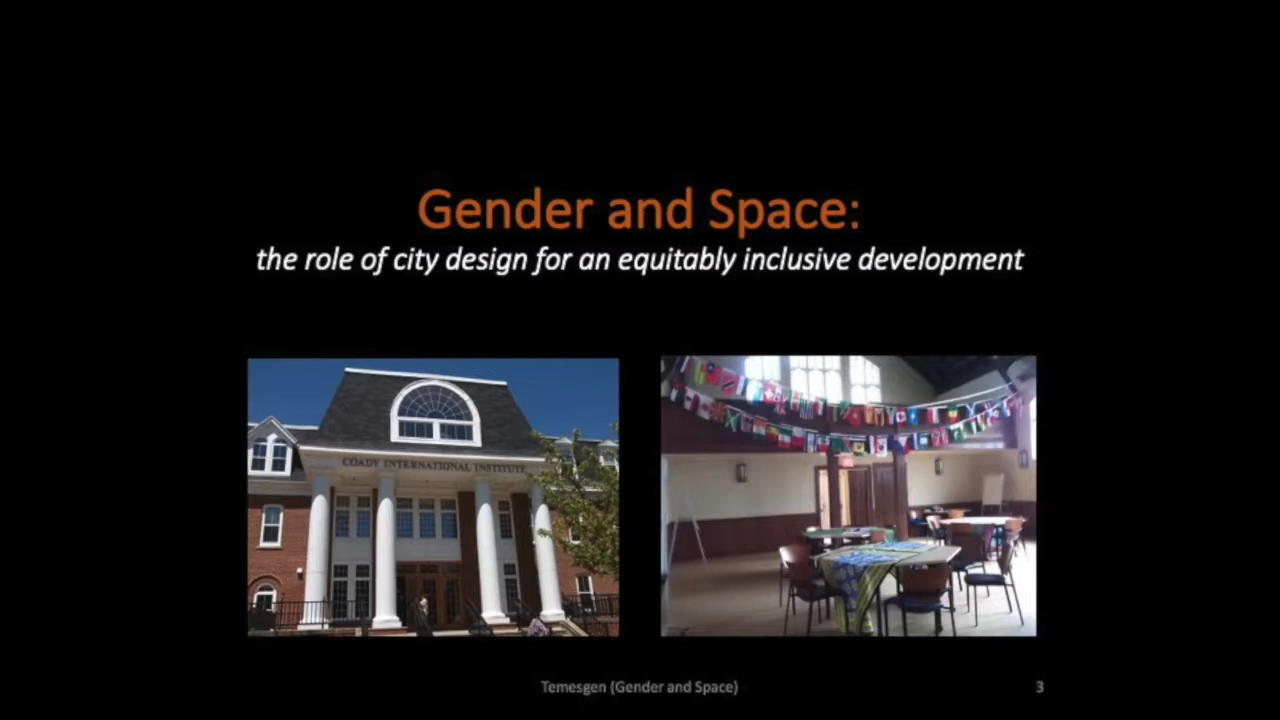 Gender and Space:
the role of city design for an equitably inclusive development
COADY INTERNATIONAL INSTITUTE
Temesgen (Gender and Space)
3